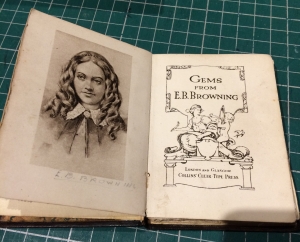 GEMS
FROM
E.B. BROWNING
LONDON AND GLASGOW
COLLINS' CLEAR TYPE PRESS